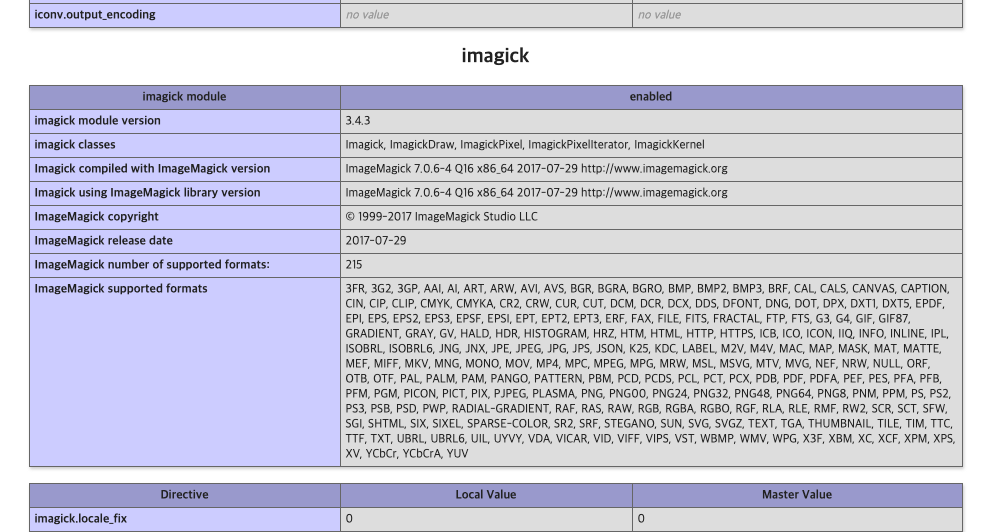 iconv.output_encoding no value no value
imagick
imagick module enabled
imagick module version 3.4.3
imagick classes Imagick, ImagickDraw, ImagickPixel, ImagickPixelIterator, ImagickKernel
Imagick compiled with ImageMagick version ImageMagick 7.0.6-4 Q16 x86_64 2017-07-29 http://www.imagemagick.org
Imagick using ImageMagick library version ImageMagick 7.0.6-4 Q16 x86_64 2017-07-29 http://www.imagemagick.org
ImageMagick copyright © 1999-2017 ImageMagick Studio LLC
ImageMagick release date 2017-07-29
ImageMagick number of supported formats: 215
ImageMagick supported formats 3FR, 3G2, 3GP, AAI, AI, ART, ARW, AVI, AVS, BGR, BGRA, BGRO, BMP, BMP2, BMP3, BRF, CAL, CALS, CANVAS, CAPTION,
CIN, CIP, CLIP, CMYK, CMYKA, CR2, CRW, CUR, CUT, DCM, DCR, DCX, DDS, DFONT, DNG, DOT, DPX, DXT1, DXT5, EPDF,
EPI, EPS, EPS2, EPS3, EPSF, EPSI, EPT, EPT2, EPT3, ERF, FAX, FILE, FITS, FRACTAL, FTP, FTS, G3, G4, GIF, GIF87,
GRADIENT, GRAY, GV, HALD, HDR, HISTOGRAM, HRZ, HTM, HTML, HTTP, HTTPS, ICB, ICO, ICON, IIQ, INFO, INLINE, IPL,
ISOBRL, ISOBRL6, JNG, JNX, JPE, JPEG, JPG, JPS, JSON, K25, KDC, LABEL, M2V, M4V, MAC, MAP, MASK, MAT, MATTE,
MEF, MIFF, MKV, MNG, MONO, MOV, MP4, MPC, MPEG, MPG, MRW, MSL, MSVG, MTV, MVG, NEF, NRW, NULL, ORF,
OTB, OTF, PAL, PALM, PAM, PANGO, PATTERN, PBM, PCD, PCDS, PCL, PCT, PCX, PDB, PDF, PDFA, PEF, PES, PFA, PFB,
PFM, PGM, PICON, PICT, PIX, PJPEG, PLASMA, PNG, PNG00, PNG24, PNG32, PNG48, PNG64, PNG8, PNM, PPM, PS, PS2,
PS3, PSB, PSD, PWP, RADIAL-GRADIENT, RAF, RAS, RAW, RGB, RGBA, RGBO, RGF, RLA, RLE, RMF, RW2, SCR, SCT, SFW,
SGI, SHTML, SIX, SIXEL, SPARSE-COLOR, SR2, SRF, STEGANO, SUN, SVG, SVGZ, TEXT, TGA, THUMBNAIL, TILE, TIM, TTC,
TTF, TXT, UBRL, UBRL6, UIL, UYVY, VDA, VICAR, VID, VIFF, VIPS, VST, WBMP, WMV, WPG, X3F, XBM, XC, XCF, XPM, XPS,
XV, YCbCr, YCbCrA, YUV
Directive Local Value Master Value
imagick.locale_fix 0 0